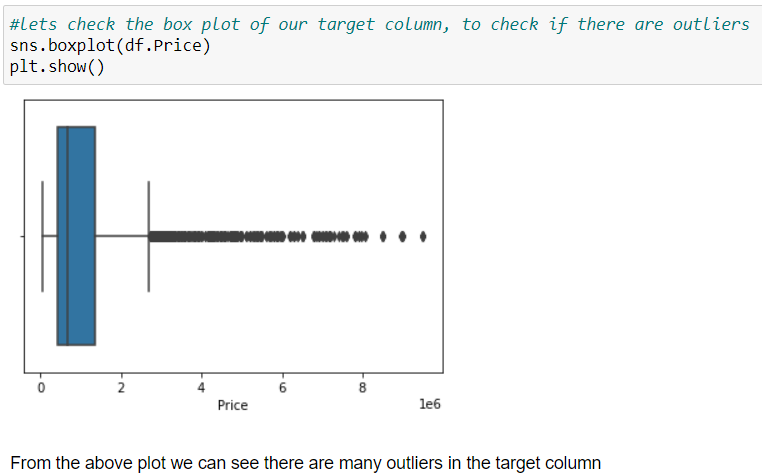 #lets check the box plot of our target column, to check if there are outliers
sns.boxplot(df.Price)
plt.show()
0 2 4 6 8
Price
1e6
From the above plot we can see there are many outliers in the target column